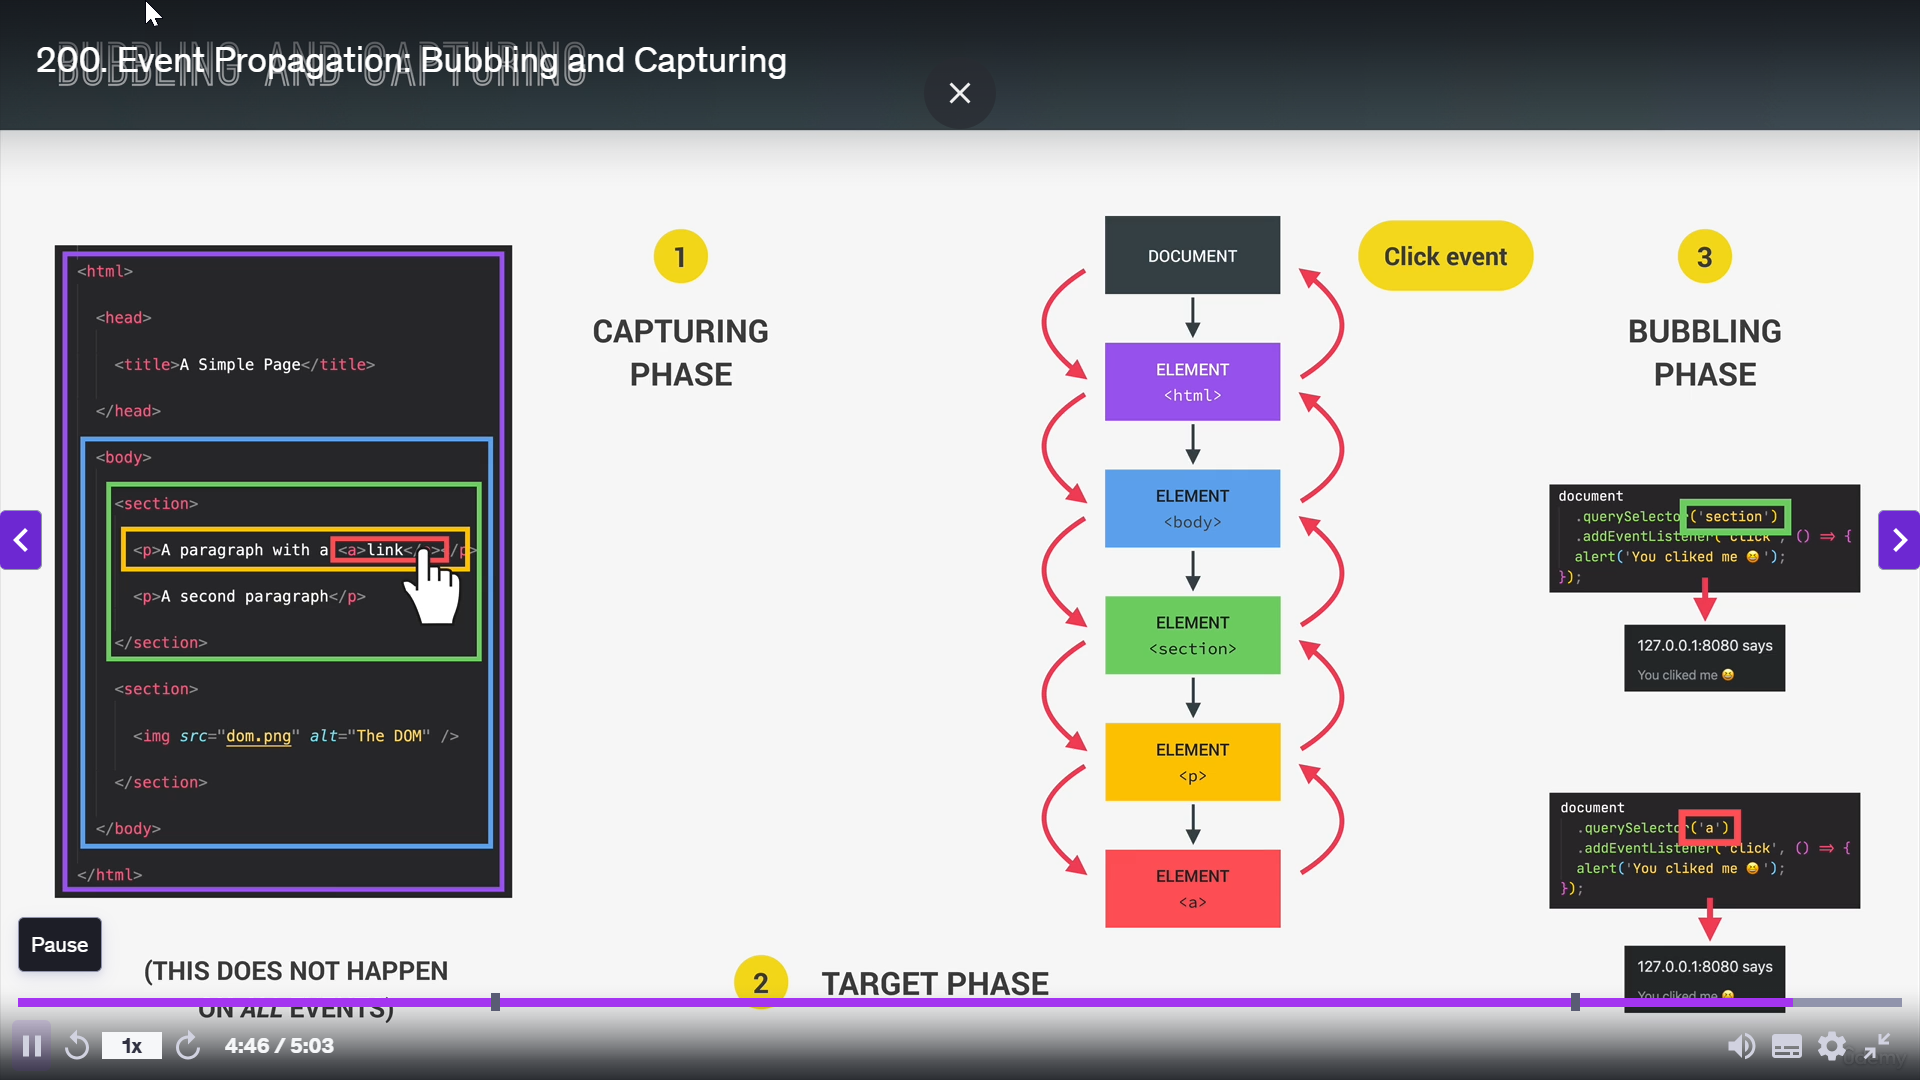 BUBBLING AND CAPTURING
200. Event Propagation: Bubbling and Capturing
<html>
<head>
<title>A Simple Page</title>
</head>
<body>
<section>
<p>A paragraph with a <a>link</a></p>
<p>A second paragraph</p>
</section>
<section>
<img src="dom.png" alt="The DOM" />
</section>
</body>
</html>
1
CAPTURING
PHASE
DOCUMENT
ELEMENT
<html>
ELEMENT
<body>
ELEMENT
<section>
ELEMENT
<p>
ELEMENT
<a>
Click event
3
BUBBLING
PHASE
document
.querySelector('section')
.addEventListener('click', () => {
alert('You cliked me 😆');
});
127.0.0.1:8080 says
You cliked me 😆
document
.querySelector('a')
.addEventListener('click', () => {
alert('You cliked me 😆');
});
127.0.0.1:8080 says
You cliked me 😆
Pause
(THIS DOES NOT HAPPEN
ON ALL EVENTS)
2
TARGET PHASE
1x
4:46 / 5:03
udemy